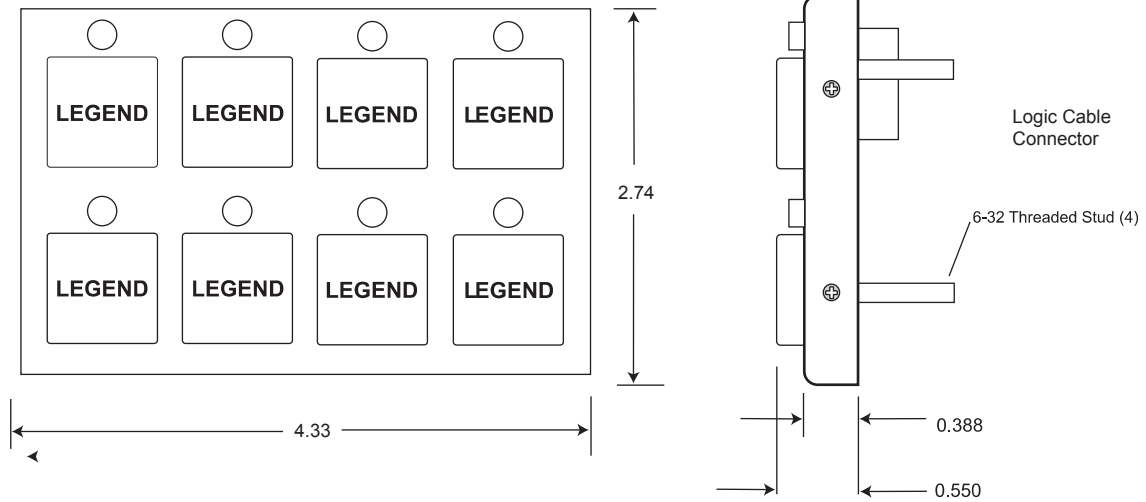 LEGEND LEGEND LEGEND LEGEND
LEGEND LEGEND LEGEND LEGEND
2.74
4.33
Logic Cable
Connector
6-32 Threaded Stud (4)
0.388
0.550